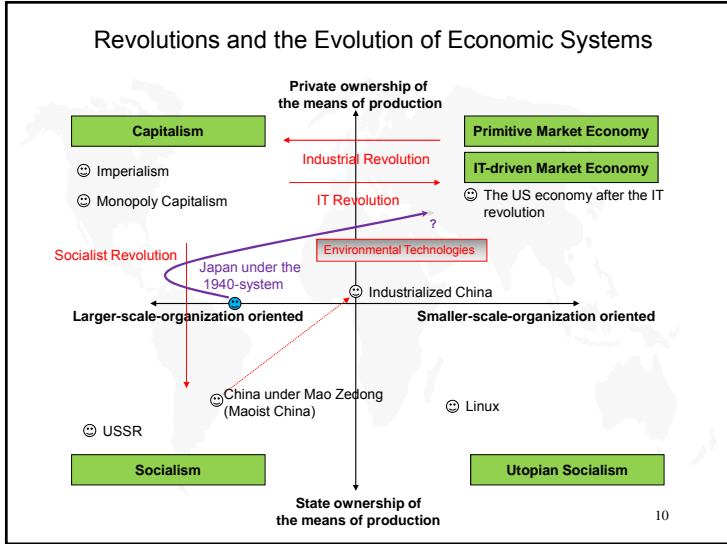 Revolutions and the Evolution of Economic Systems
Private ownership of
the means of production
Capitalism
Primitive Market Economy
Industrial Revolution
IT-driven Market Economy
Imperialism
Monopoly Capitalism
IT Revolution
The US economy after the IT
revolution
?
Socialist Revolution
Environmental Technologies
Japan under the
1940-system
Industrialized China
Larger-scale-organization oriented
Smaller-scale-organization oriented
China under Mao Zedong
(Maoist China)
Linux
USSR
Socialism
Utopian Socialism
State ownership of
the means of production
10